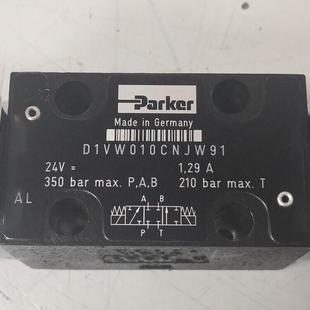 Parker
Made in Germany
D1VW010CNJW91
24V = 1,29 A
350 bar max. P,A,B 210 bar max. T
AL
A B
P T